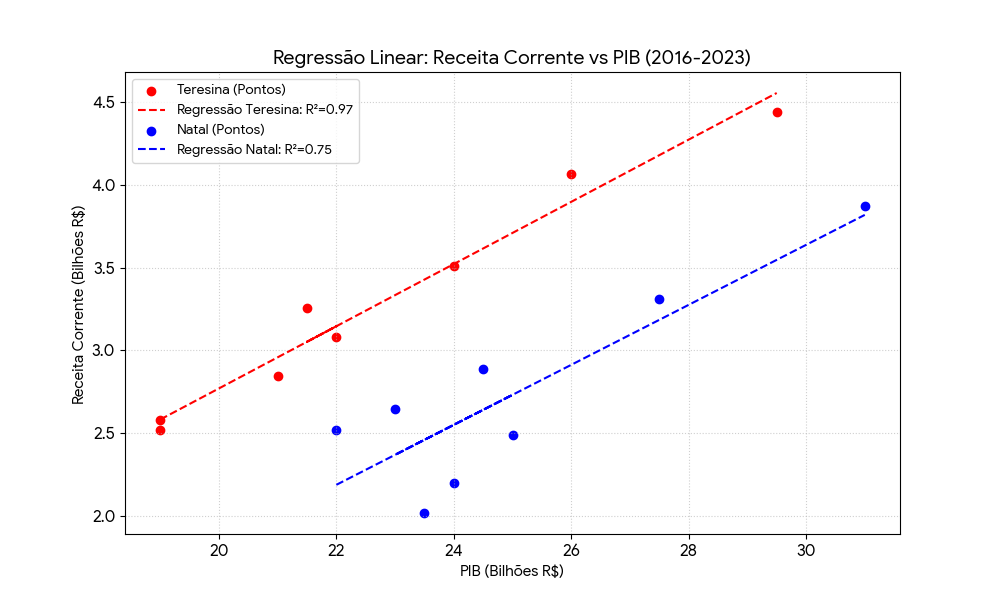 Regressão Linear: Receita Corrente vs PIB (2016-2023)
Teresina (Pontos)
Regressão Teresina: R²=0.97
Natal (Pontos)
Regressão Natal: R²=0.75
Receita Corrente (Bilhões R$)
4.5
4.0
3.5
3.0
2.5
2.0
20 22 24 26 28 30
PIB (Bilhões R$)